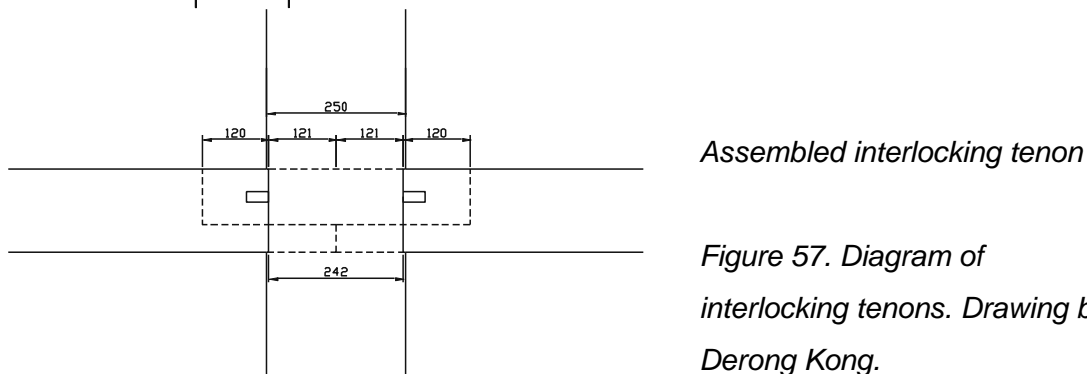 250
120 121 121 120
242
Assembled interlocking tenon
Figure 57. Diagram of
interlocking tenons. Drawing
Derong Kong.